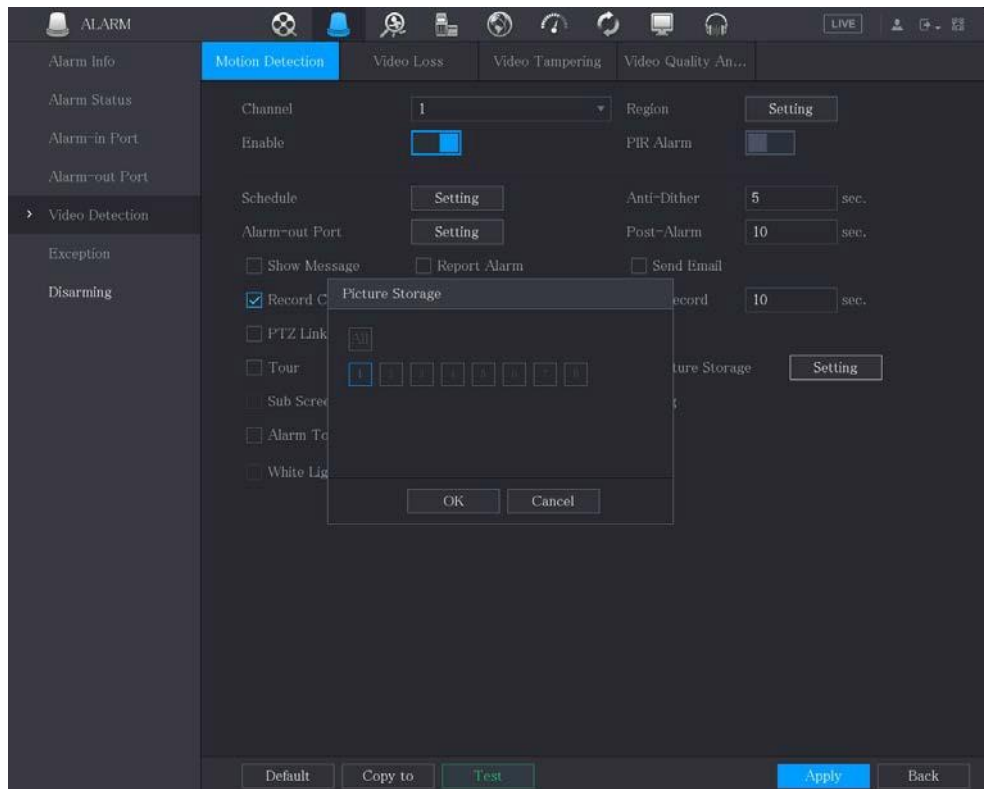 ALARM LIVE
Alarm Info Motion Detection Video Loss Video Tampering Video Quality An...
Alarm Status Channel 1 Region Setting
Alarm-in Port Enable PIR Alarm
Alarm-out Port
Schedule Setting Anti-Dither 5 sec.
Video Detection
Alarm-out Port Setting Post-Alarm 10 sec.
Exception
Show Message Report Alarm Send Email
Disarming
Record C Picture Storage ecord 10 sec.
PTZ Link All
Tour 1 2 3 4 5 6 7 8 ture Storage Setting
Sub Scree g
Alarm To
White Lig
OK Cancel
Default Copy to Test Apply Back